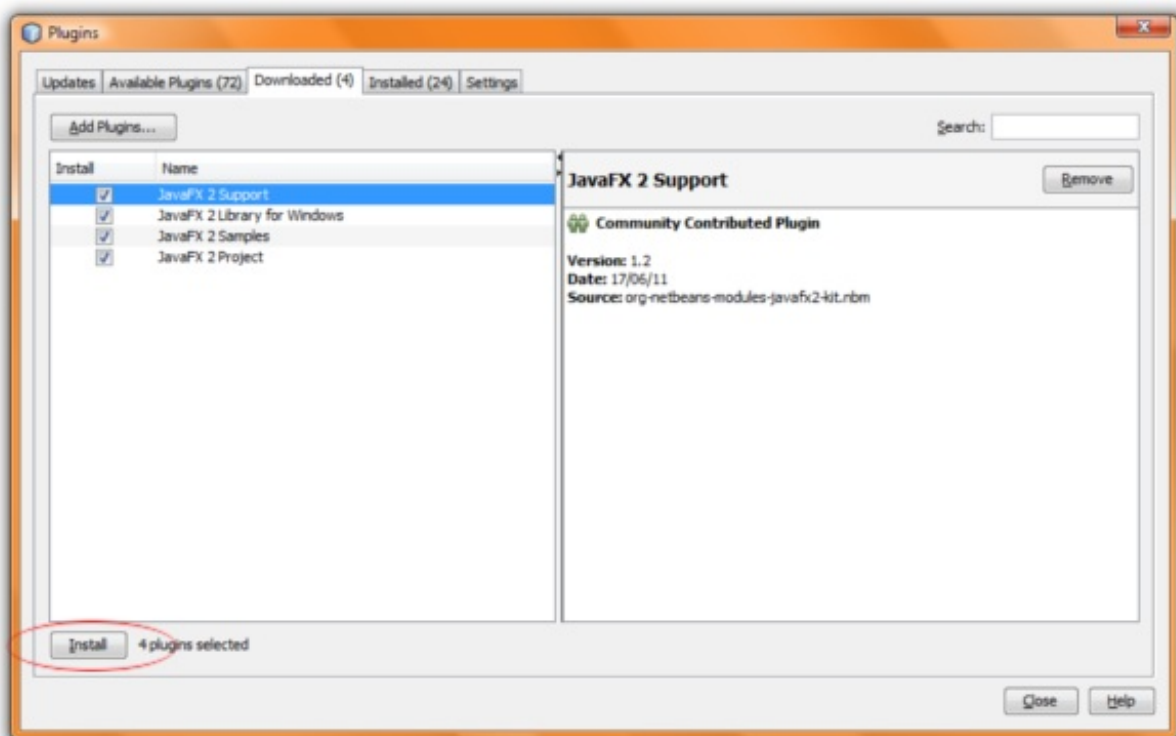 Plugins
Updates Available Plugins (72) Downloaded (4) Installed (24) Settings
Add Plugins...
Search:
Install Name
JavaFX 2 Support
JavaFX 2 Library for Windows
JavaFX 2 Samples
JavaFX 2 Project
JavaFX 2 Support
Remove
Community Contributed Plugin
Version: 1.2
Date: 17/06/11
Source: org-netbeans-modules-javafx2-kit.nbm
Install 4 plugins selected
Close Help